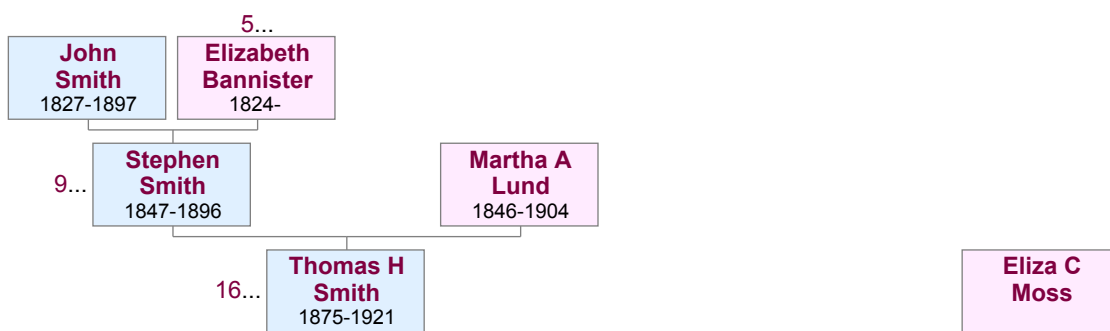 5...
John
Smith
1827-1897
Elizabeth
Bannister
1824-
9...
Stephen
Smith
1847-1896
Martha A
Lund
1846-1904
16...
Thomas H
Smith
1875-1921
Eliza C
Moss